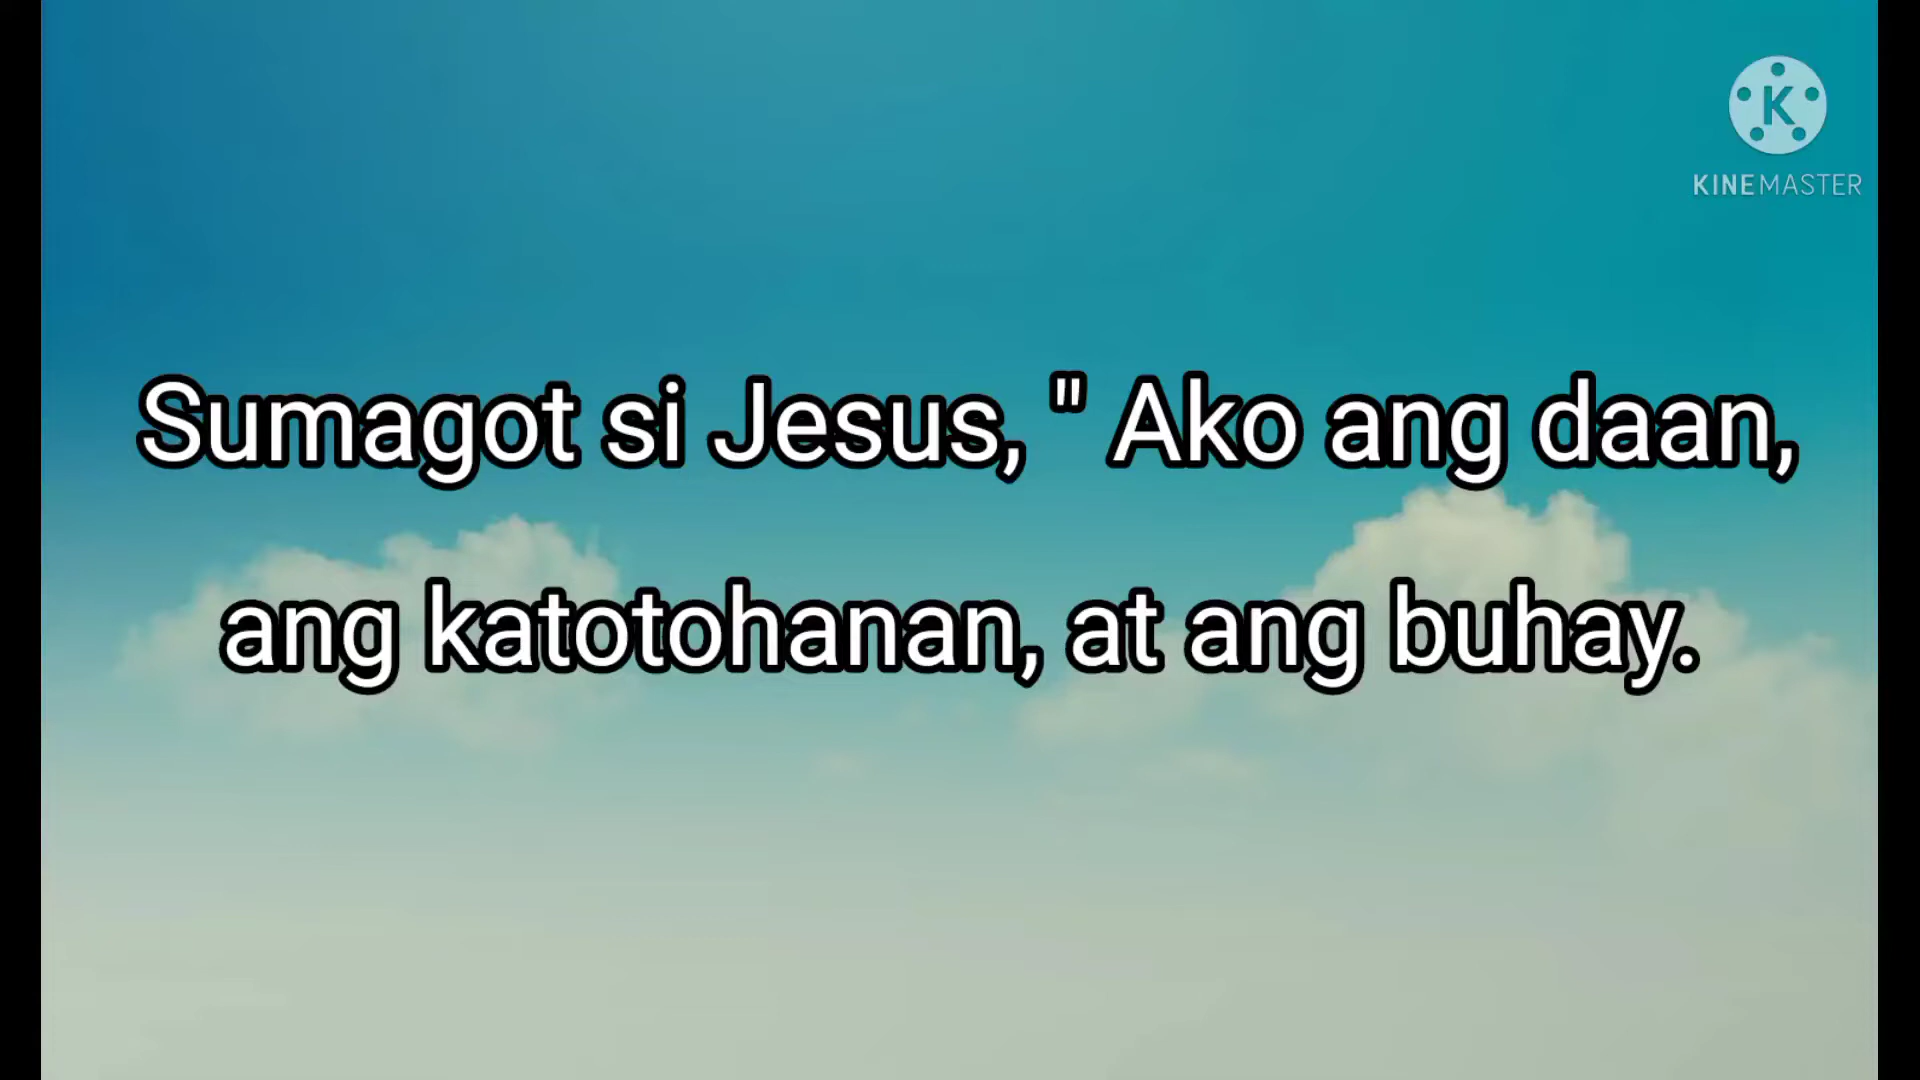 K
KINEMASTER
Sumagot si Jesus, " Ako ang daan,
ang katotohanan, at ang buhay.